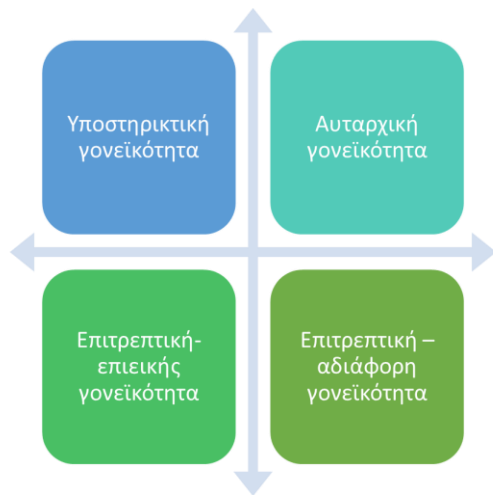 Υποστηρικτική
γονεϊκότητα
Αυταρχική
γονεϊκότητα
Επιτρεπτική-
επιεικής
γονεϊκότητα
Επιτρεπτική –
αδιάφορη
γονεϊκότητα